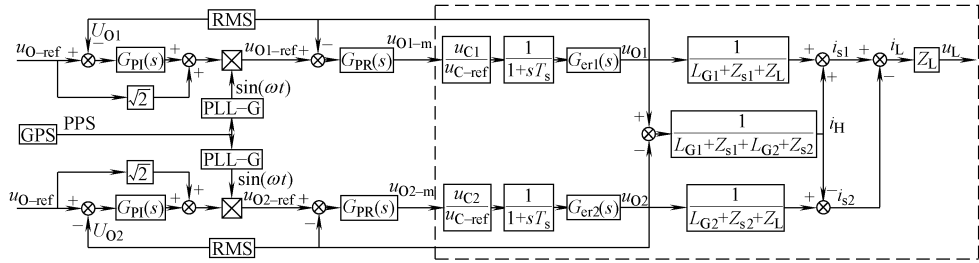 RMS
U_O1
u_O-ref + − G_PI(s) + + u_O1-ref + − G_PR(s) u_O1-m u_C1/u_C-ref 1/(1+sT_s) G_er1(s) u_O1 1/(L_G1+Z_s1+Z_L) + + i_s1 + − i_L Z_L u_L
√2
sin(ωt)
PLL-G
GPS PPS
+ − 1/(L_G1+Z_s1+L_G2+Z_s2) i_H
PLL-G
√2
sin(ωt)
u_O-ref + − G_PI(s) + + u_O2-ref + − G_PR(s) u_O2-m u_C2/u_C-ref 1/(1+sT_s) G_er2(s) u_O2 1/(L_G2+Z_s2+Z_L) + − i_s2
U_O2
RMS